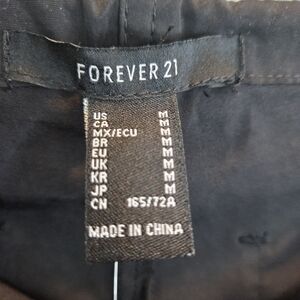 FOREVER 21
US M
CA M
MX/ECU M
BR M
EU M
UK M
KR M
JP M
CN 165/72A
MADE IN CHINA